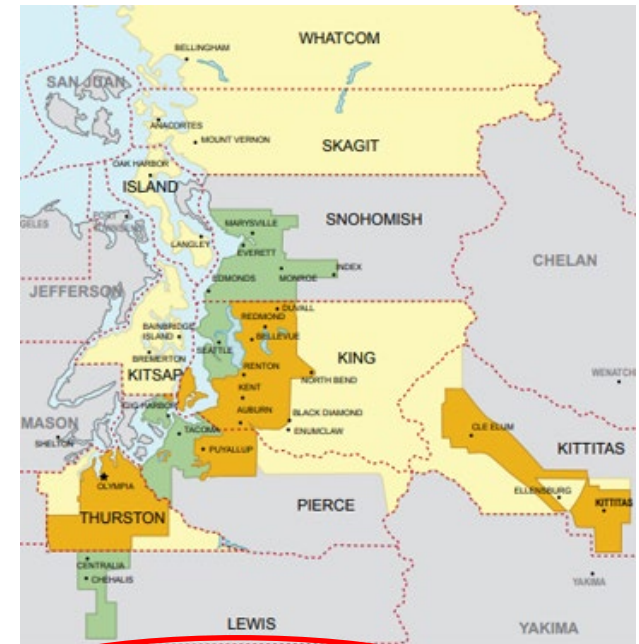 WHATCOM
BELLINGHAM
SAN JUAN
ANACORTES
MOUNT VERNON
SKAGIT
OAK HARBOR
ISLAND
SNOHOMISH
MARYSVILLE
LANGLEY
EVERETT
CHELAN
INDEX
MONROE
EDMONDS
JEFFERSON
DUVALL
REDMOND
BAINBRIDGE
ISLAND
BELLEVUE
SEATTLE
KING
BREMERTON
RENTON
KITSAP
NORTH BEND
KENT
GIG HARBOR
AUBURN
BLACK DIAMOND
MASON
ENUMCLAW
TACOMA
SHELTON
CLE ELUM
PUYALLUP
KITTITAS
OLYMPIA
ELLENSBURG
KITTITAS
PIERCE
THURSTON
CENTRALIA
CHEHALIS
YAKIMA
LEWIS
YAKIMA